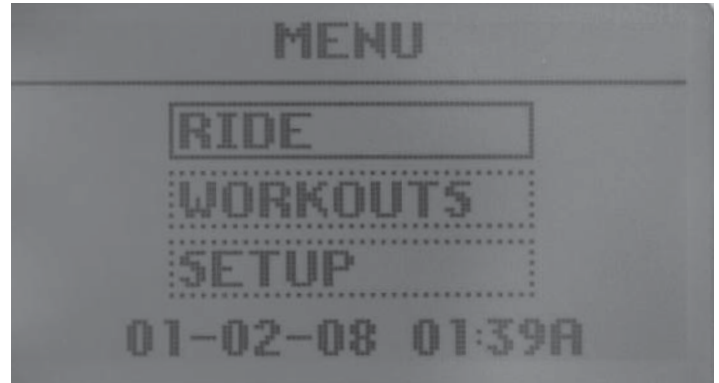 MENU
RIDE
WORKOUTS
SETUP
01-02-08 01:39A